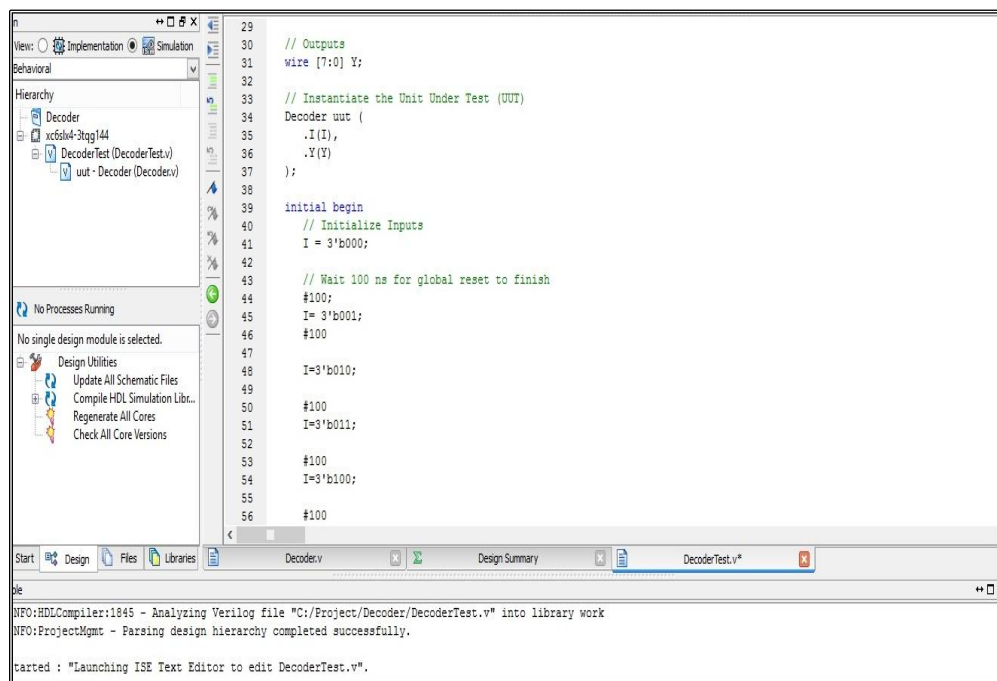 n
View: Implementation Simulation
Behavioral
Hierarchy
Decoder
xc6slx4-3tqg144
DecoderTest (DecoderTest.v)
uut - Decoder (Decoder.v)
No Processes Running
No single design module is selected.
Design Utilities
Update All Schematic Files
Compile HDL Simulation Libr...
Regenerate All Cores
Check All Core Versions
Start Design Files Libraries
29
30 // Outputs
31 wire [7:0] Y;
32
33 // Instantiate the Unit Under Test (UUT)
34 Decoder uut (
35 .I(I),
36 .Y(Y)
37 );
38
39 initial begin
40 // Initialize Inputs
41 I = 3'b000;
42
43 // Wait 100 ns for global reset to finish
44 #100;
45 I= 3'b001;
46 #100
47
48 I=3'b010;
49
50 #100
51 I=3'b011;
52
53 #100
54 I=3'b100;
55
56 #100
Decoder.v Design Summary DecoderTest.v*
ole
NFO:HDLCompiler:1845 - Analyzing Verilog file "C:/Project/Decoder/DecoderTest.v" into library work
NFO:ProjectMgmt - Parsing design hierarchy completed successfully.
tarted : "Launching ISE Text Editor to edit DecoderTest.v".